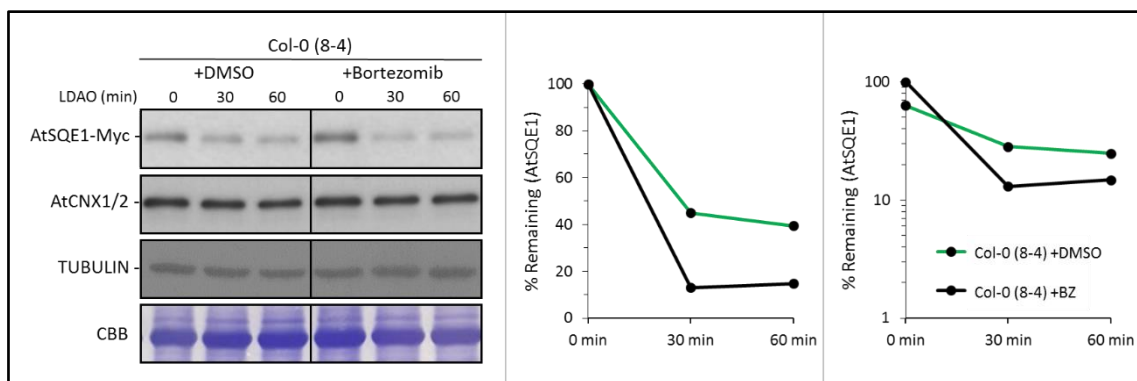 Col-0 (8-4)
+DMSO +Bortezomib
LDAO (min) 0 30 60 0 30 60
AtSQE1-Myc
AtCNX1/2
TUBULIN
CBB
% Remaining (AtSQE1)
100
80
60
40
20
0
0 min 30 min 60 min
% Remaining (AtSQE1)
100
10
1
Col-0 (8-4) +DMSO
Col-0 (8-4) +BZ
0 min 30 min 60 min